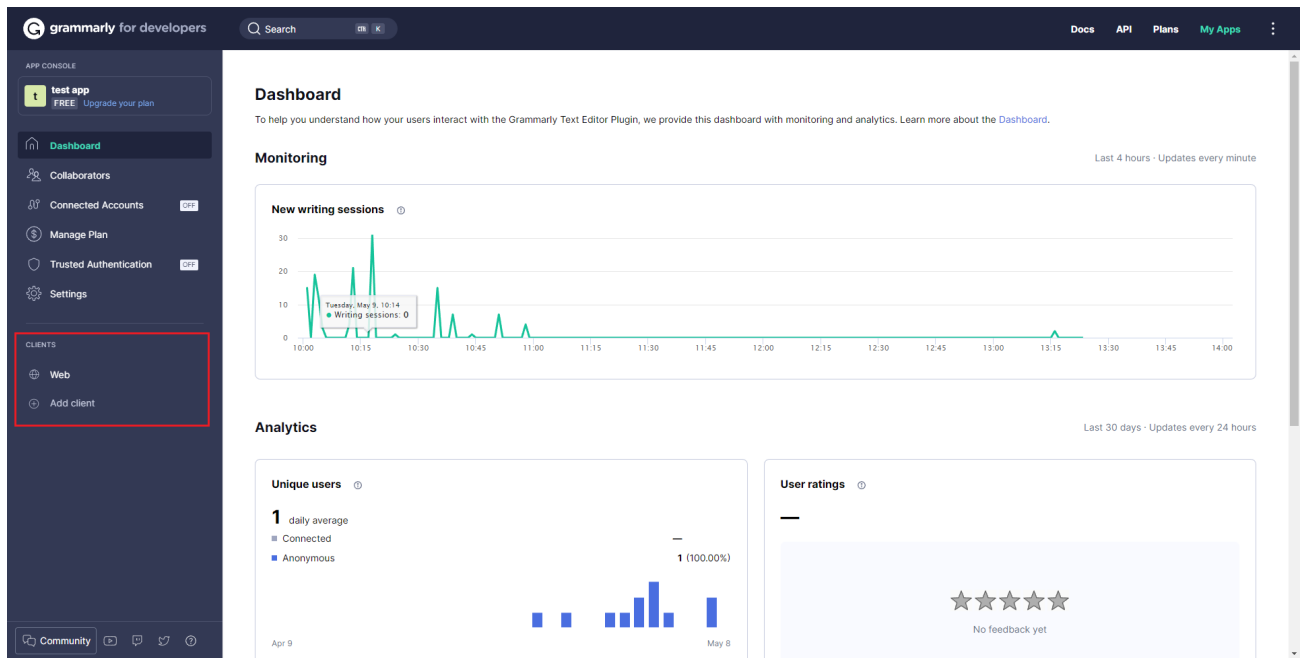 grammarly for developers
Search
Ctrl K
Docs
API
Plans
My Apps
APP CONSOLE
t
test app
FREE Upgrade your plan
Dashboard
Collaborators
Connected Accounts OFF
Manage Plan
Trusted Authentication OFF
Settings
CLIENTS
Web
Add client
Community
Dashboard
To help you understand how your users interact with the Grammarly Text Editor Plugin, we provide this dashboard with monitoring and analytics. Learn more about the Dashboard.
Monitoring
Last 4 hours · Updates every minute
New writing sessions
30
20
10
0
Tuesday, May 9, 10:14
Writing sessions: 0
10:00 10:15 10:30 10:45 11:00 11:15 11:30 11:45 12:00 12:15 12:30 12:45 13:00 13:15 13:30 13:45 14:00
Analytics
Last 30 days · Updates every 24 hours
Unique users
1 daily average
Connected —
Anonymous 1 (100.00%)
Apr 9 May 8
User ratings
—
No feedback yet